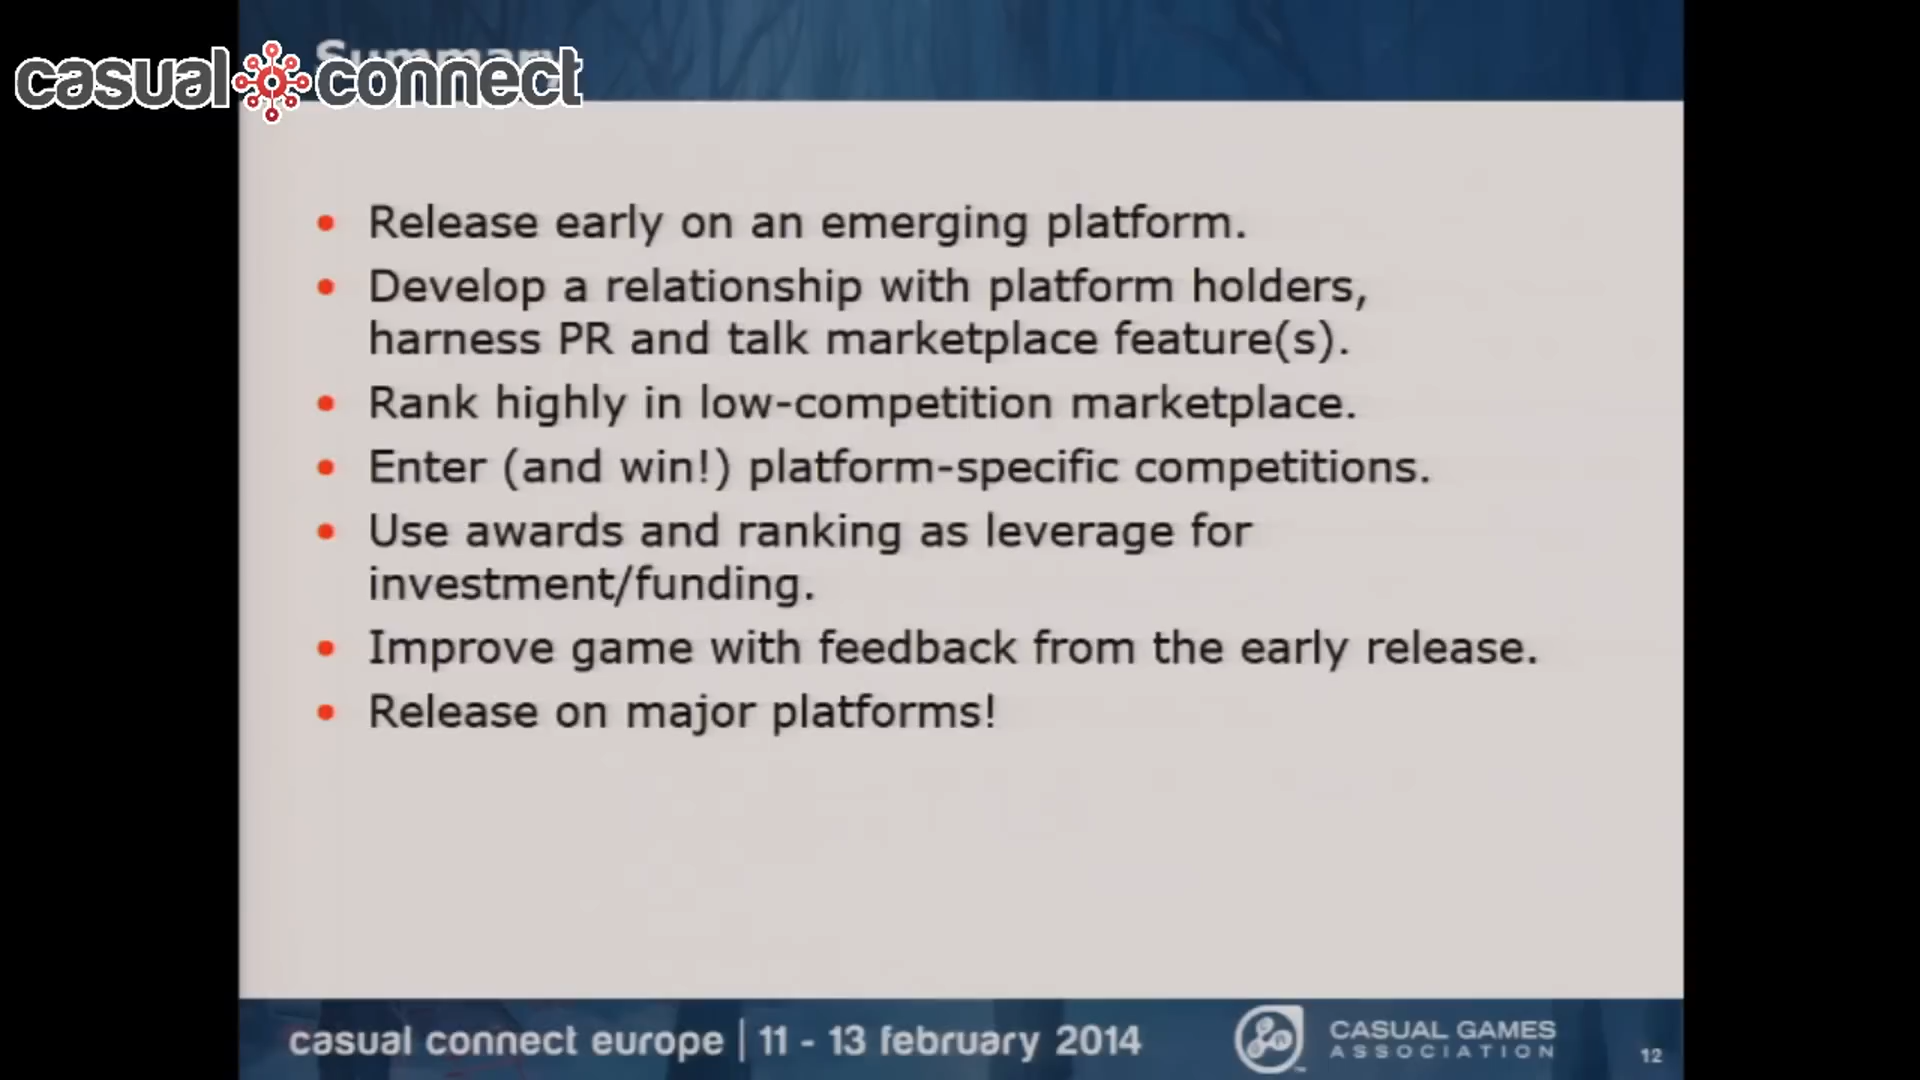 Summary
casual connect
Release early on an emerging platform.
Develop a relationship with platform holders,
harness PR and talk marketplace feature(s).
Rank highly in low-competition marketplace.
Enter (and win!) platform-specific competitions.
Use awards and ranking as leverage for
investment/funding.
Improve game with feedback from the early release.
Release on major platforms!
casual connect europe | 11 - 13 february 2014
CASUAL GAMES
ASSOCIATION
12